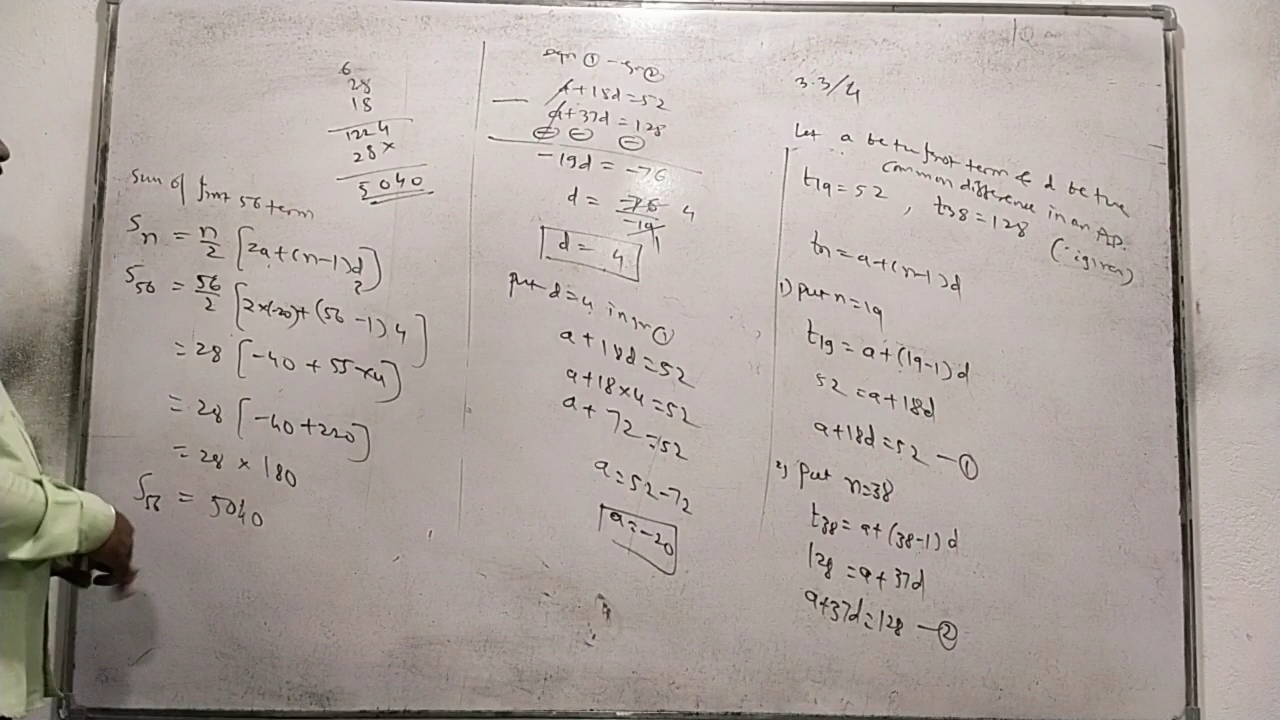 3.3/4
Let a be the first term & d be the
common difference in an A.P.
t19 = 52 , t38 = 128 (∵ given)
tn = a+(n-1)d
1) put n=19
t19 = a+(19-1)d
52 = a+18d
a+18d = 52 — ①
2) put n=38
t38 = a+(38-1)d
128 = a+37d
a+37d = 128 — ②
eqn ① - eqn ②
a+18d = 52
— a+37d = 128
⊖ ⊖ ⊖
-19d = -76
d = -76/-19 4
1
d = 4
put d=4 in eqn ①
a+18d = 52
a+18×4 = 52
a+72 = 52
a = 52-72
a = -20
6
28
18
1224
28×
5040
Sum of first 56 term
Sn = n/2 [2a+(n-1)d]
S56 = 56/2 [2×(-20)+(56-1)4]
= 28 [-40+55×4]
= 28 [-40+220]
= 28 × 180
S56 = 5040